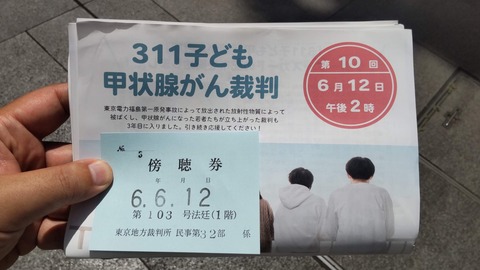 311子ども
甲状腺がん裁判
第10回
6月12日
午後2時
東京電力福島第一原発事故によって放出された放射性物質によって
被ばくし、甲状腺がんになった若者たちが立ち上がった裁判も
3年目に入りました。引き続き応援してください!
№ 5
傍聴券
年 月 日
6.6.12
第103号法廷(1階)
東京地方裁判所 民事第32部 係